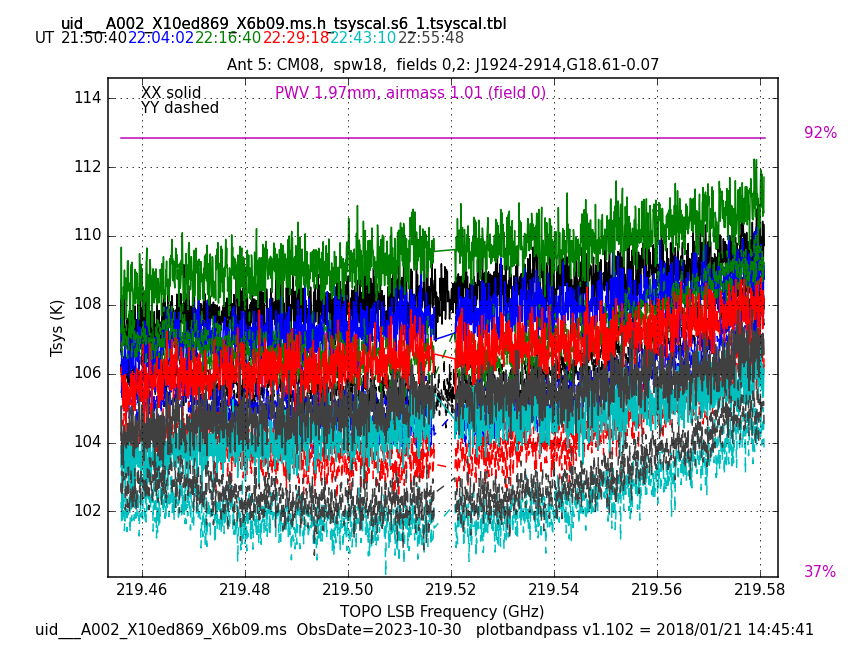 uid___A002_X10ed869_X6b09.ms.h_tsyscal.s6_1.tsyscal.tbl
UT 21:50:40 22:04:02 22:16:40 22:29:18 22:43:10 22:55:48
Ant 5: CM08,  spw18,  fields 0,2: J1924-2914,G18.61-0.07
XX solid
PWV 1.97mm, airmass 1.01 (field 0)
YY dashed
114
112
110
108
106
104
102
92%
37%
Tsys (K)
219.46 219.48 219.50 219.52 219.54 219.56 219.58
TOPO LSB Frequency (GHz)
uid___A002_X10ed869_X6b09.ms  ObsDate=2023-10-30   plotbandpass v1.102 = 2018/01/21 14:45:41